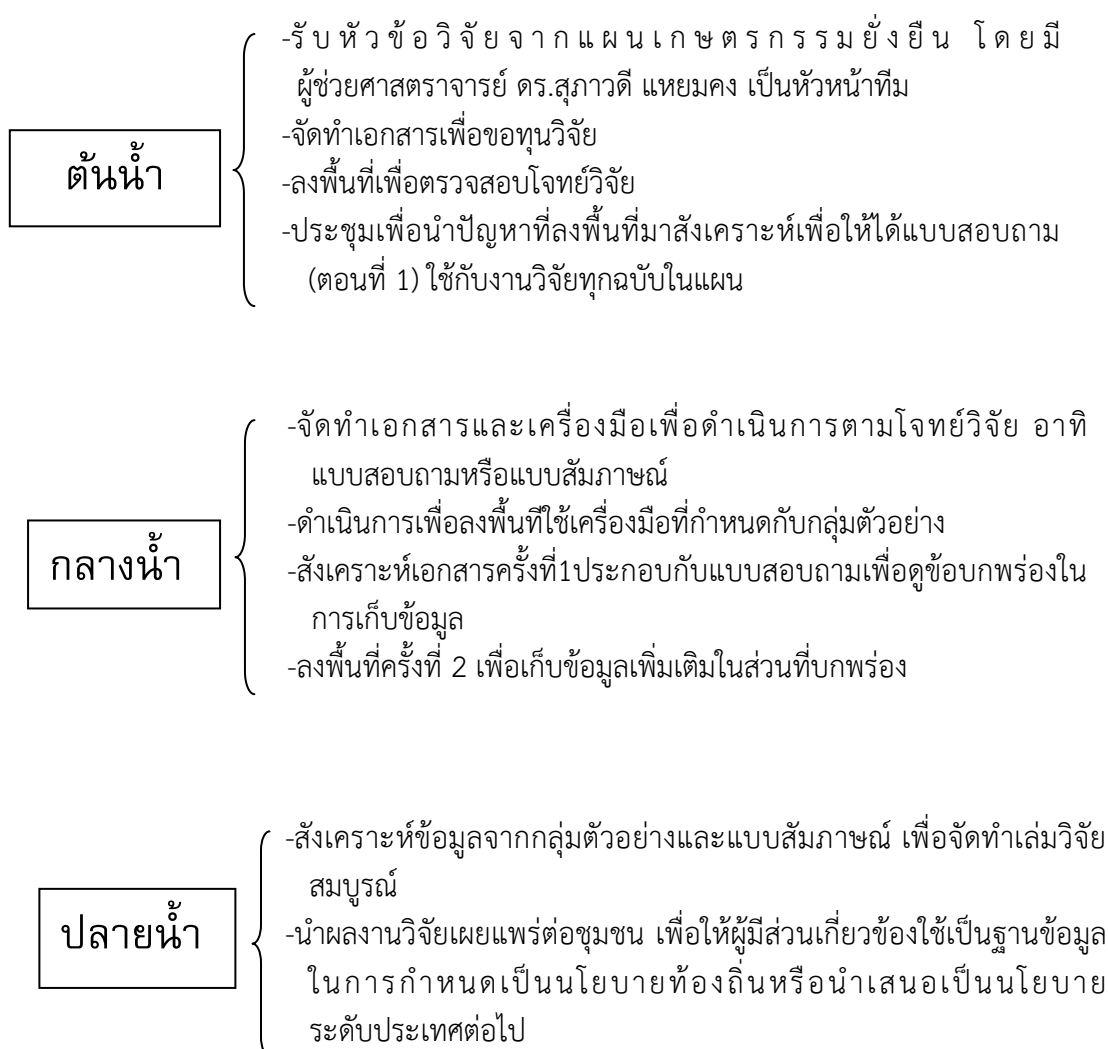 -รับหัวข้อวิจัยจากแผนเกษตรกรรมยั่งยืน โดยมี
ผู้ช่วยศาสตราจารย์ ดร.สุภาวดี แหยมคง เป็นหัวหน้าทีม
-จัดทำเอกสารเพื่อขอทุนวิจัย
ต้นน้ำ
-ลงพื้นที่เพื่อตรวจสอบโจทย์วิจัย
-ประชุมเพื่อนำปัญหาที่ลงพื้นที่มาสังเคราะห์เพื่อให้ได้แบบสอบถาม
(ตอนที่ 1) ใช้กับงานวิจัยทุกฉบับในแผน
-จัดทำเอกสารและเครื่องมือเพื่อดำเนินการตามโจทย์วิจัย อาทิ
แบบสอบถามหรือแบบสัมภาษณ์
-ดำเนินการเพื่อลงพื้นทีใช้เครื่องมือที่กำหนดกับกลุ่มตัวอย่าง
กลางน้ำ
-สังเคราะห์เอกสารครั้งที่1ประกอบกับแบบสอบถามเพื่อดูข้อบกพร่องใน
การเก็บข้อมูล
-ลงพื้นที่ครั้งที่ 2 เพื่อเก็บข้อมูลเพิ่มเติมในส่วนที่บกพร่อง
-สังเคราะห์ข้อมูลจากกลุ่มตัวอย่างและแบบสัมภาษณ์ เพื่อจัดทำเล่มวิจัย
สมบูรณ์
ปลายน้ำ
-นำผลงานวิจัยเผยแพร่ต่อชุมชน เพื่อให้ผู้มีส่วนเกี่ยวข้องใช้เป็นฐานข้อมูล
ในการกำหนดเป็นนโยบายท้องถิ่นหรือนำเสนอเป็นนโยบาย
ระดับประเทศต่อไป